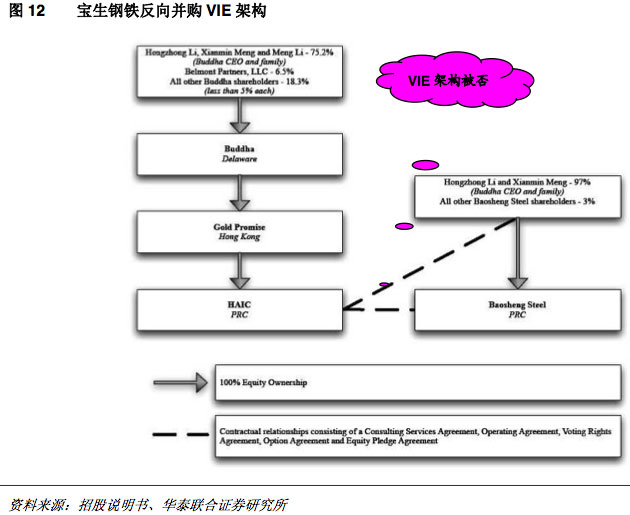 图 12 宝生钢铁反向并购 VIE 架构
Hongzhong Li, Xianmin Meng and Meng Li - 75.2%
(Buddha CEO and family)
Belmont Partners, LLC - 6.5%
All other Buddha shareholders - 18.3%
(less than 5% each)
VIE 架构被否
Buddha
Delaware
Hongzhong Li and Xianmin Meng - 97%
(Buddha CEO and family)
All other Baosheng Steel shareholders - 3%
Gold Promise
Hong Kong
HAIC
PRC
Baosheng Steel
PRC
100% Equity Ownership
Contractual relationships consisting of a Consulting Services Agreement, Operating Agreement, Voting Rights
Agreement, Option Agreement and Equity Pledge Agreement
资料来源：招股说明书、华泰联合证券研究所